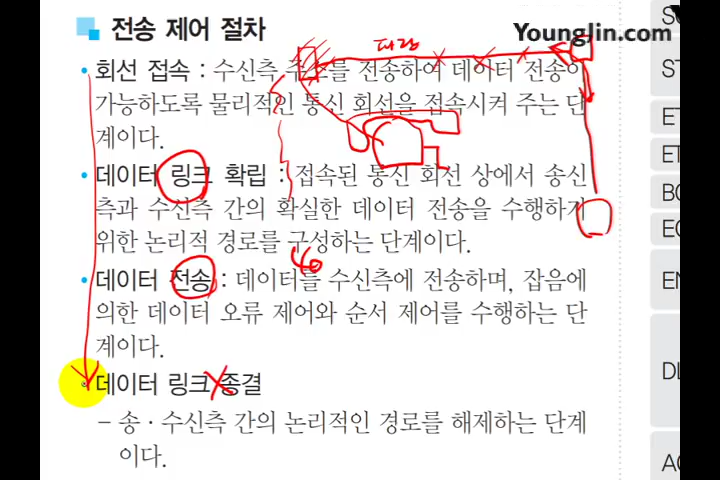 전송 제어 절차
Younglin.com
• 회선 접속 : 수신측 주소를 전송하여 데이터 전송이
가능하도록 물리적인 통신 회선을 접속시켜 주는 단
계이다.
• 데이터 링크 확립 : 접속된 통신 회선 상에서 송신
측과 수신측 간의 확실한 데이터 전송을 수행하기
위한 논리적 경로를 구성하는 단계이다.
• 데이터 전송 : 데이터를 수신측에 전송하며, 잡음에
의한 데이터 오류 제어와 순서 제어를 수행하는 단
계이다.
• 데이터 링크 종결
– 송 · 수신측 간의 논리적인 경로를 해제하는 단계
이다.
SO
ST
ET
ET
BC
EC
EN
DL
AC